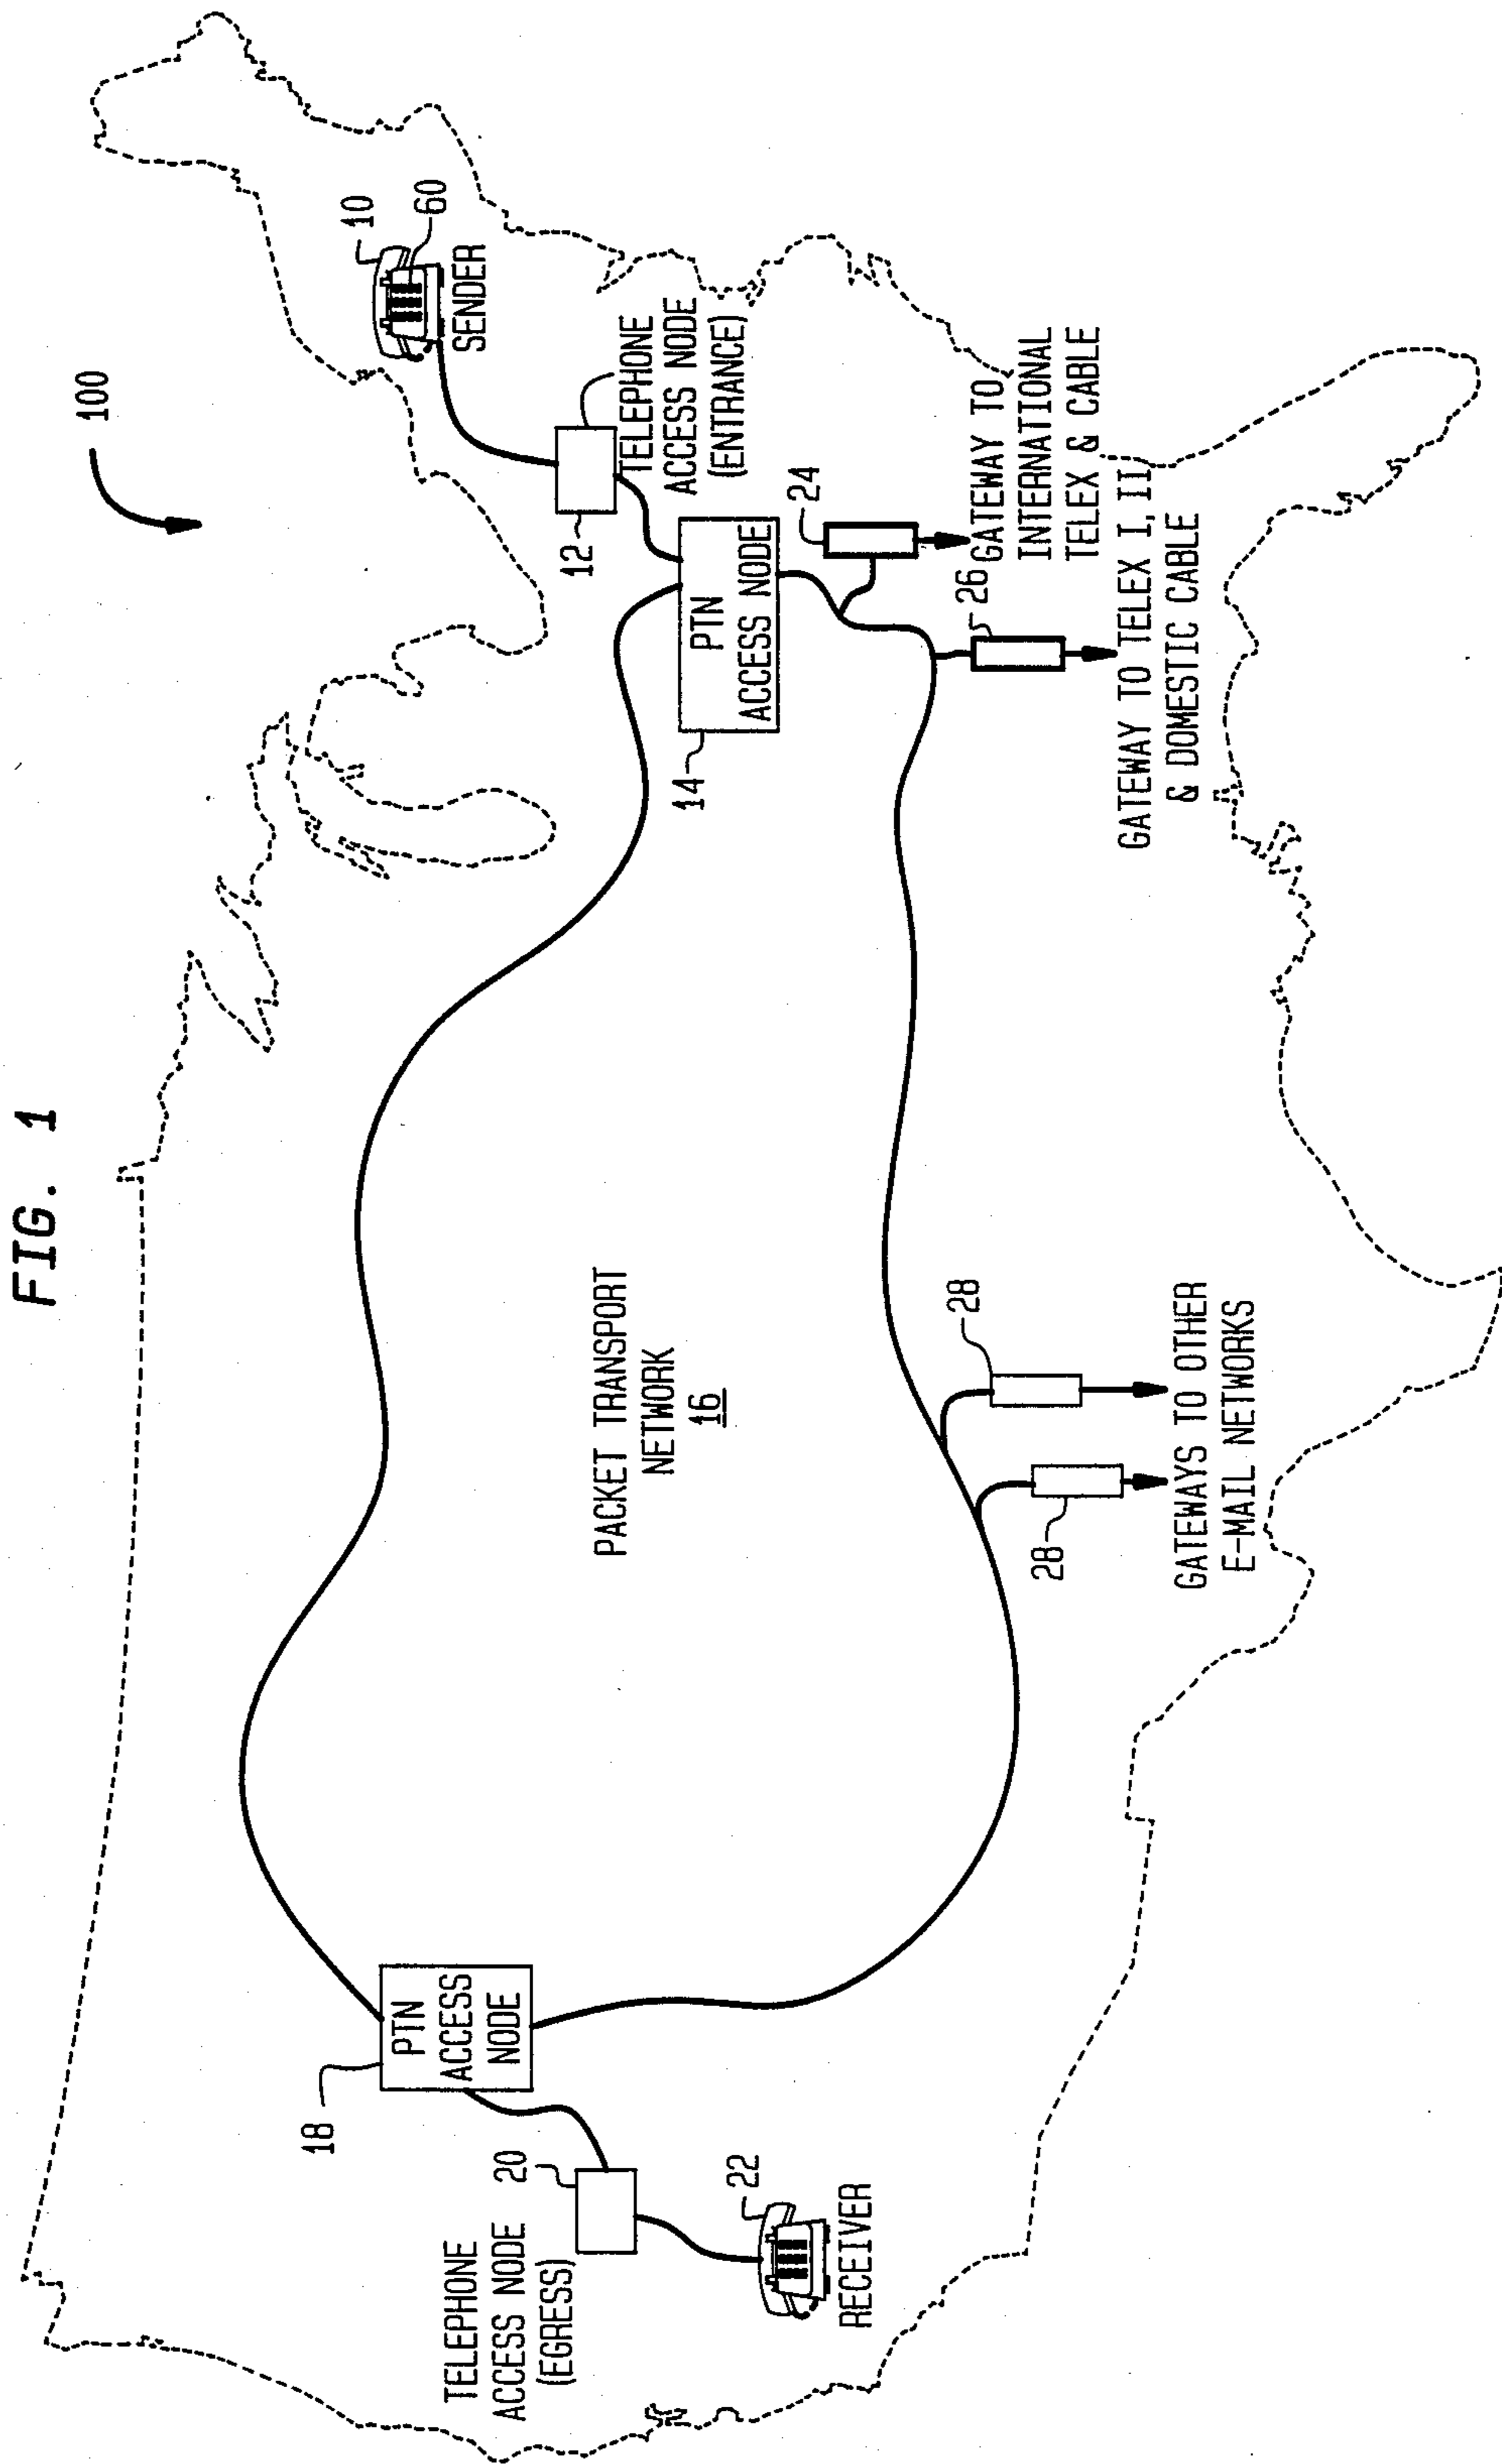 FIG. 1
100
10
60
SENDER
12
TELEPHONE
ACCESS NODE
(ENTRANCE)
14
PTN
ACCESS NODE
24
GATEWAY TO
INTERNATIONAL
TELEX & CABLE
26
GATEWAY TO TELEX I,II
& DOMESTIC CABLE
PACKET TRANSPORT
NETWORK
16
28
28
GATEWAYS TO OTHER
E-MAIL NETWORKS
18
PTN
ACCESS
NODE
TELEPHONE
ACCESS NODE
(EGRESS)
20
22
RECEIVER